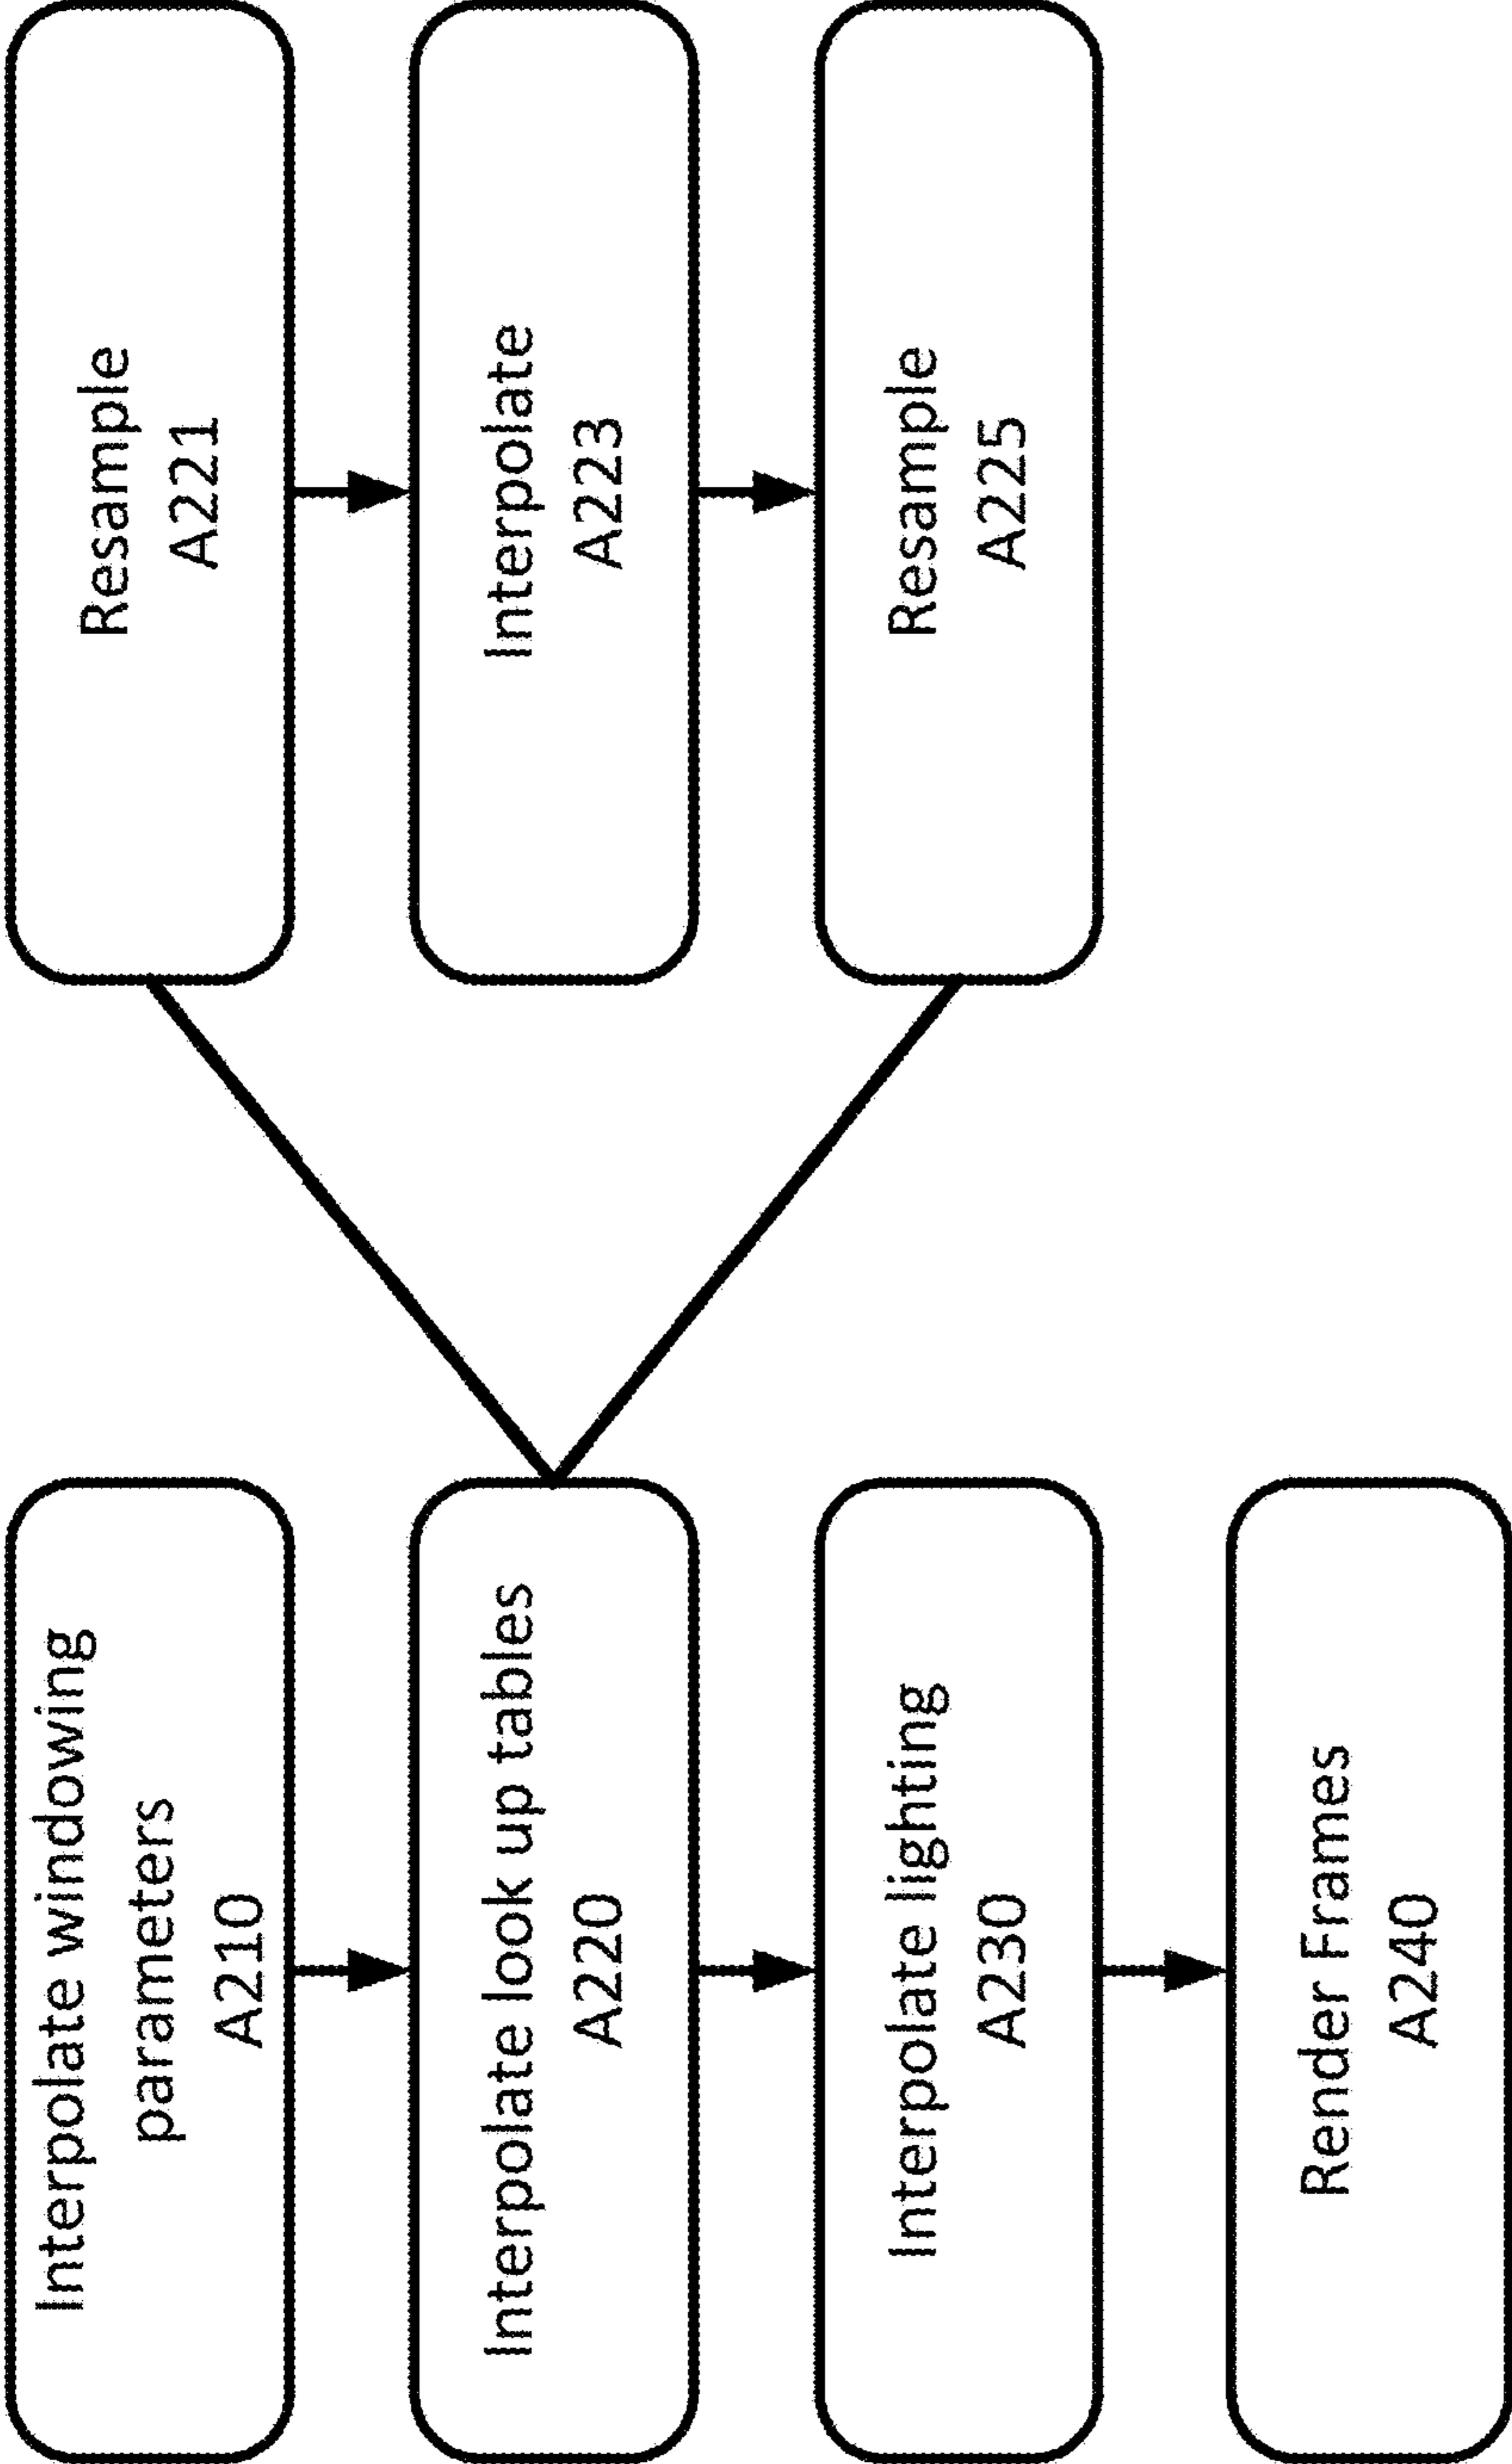 Interpolate windowing
parameters
A210
Interpolate look up tables
A220
Interpolate lighting
A230
Render Frames
A240
Resample
A221
Interpolate
A223
Resample
A225